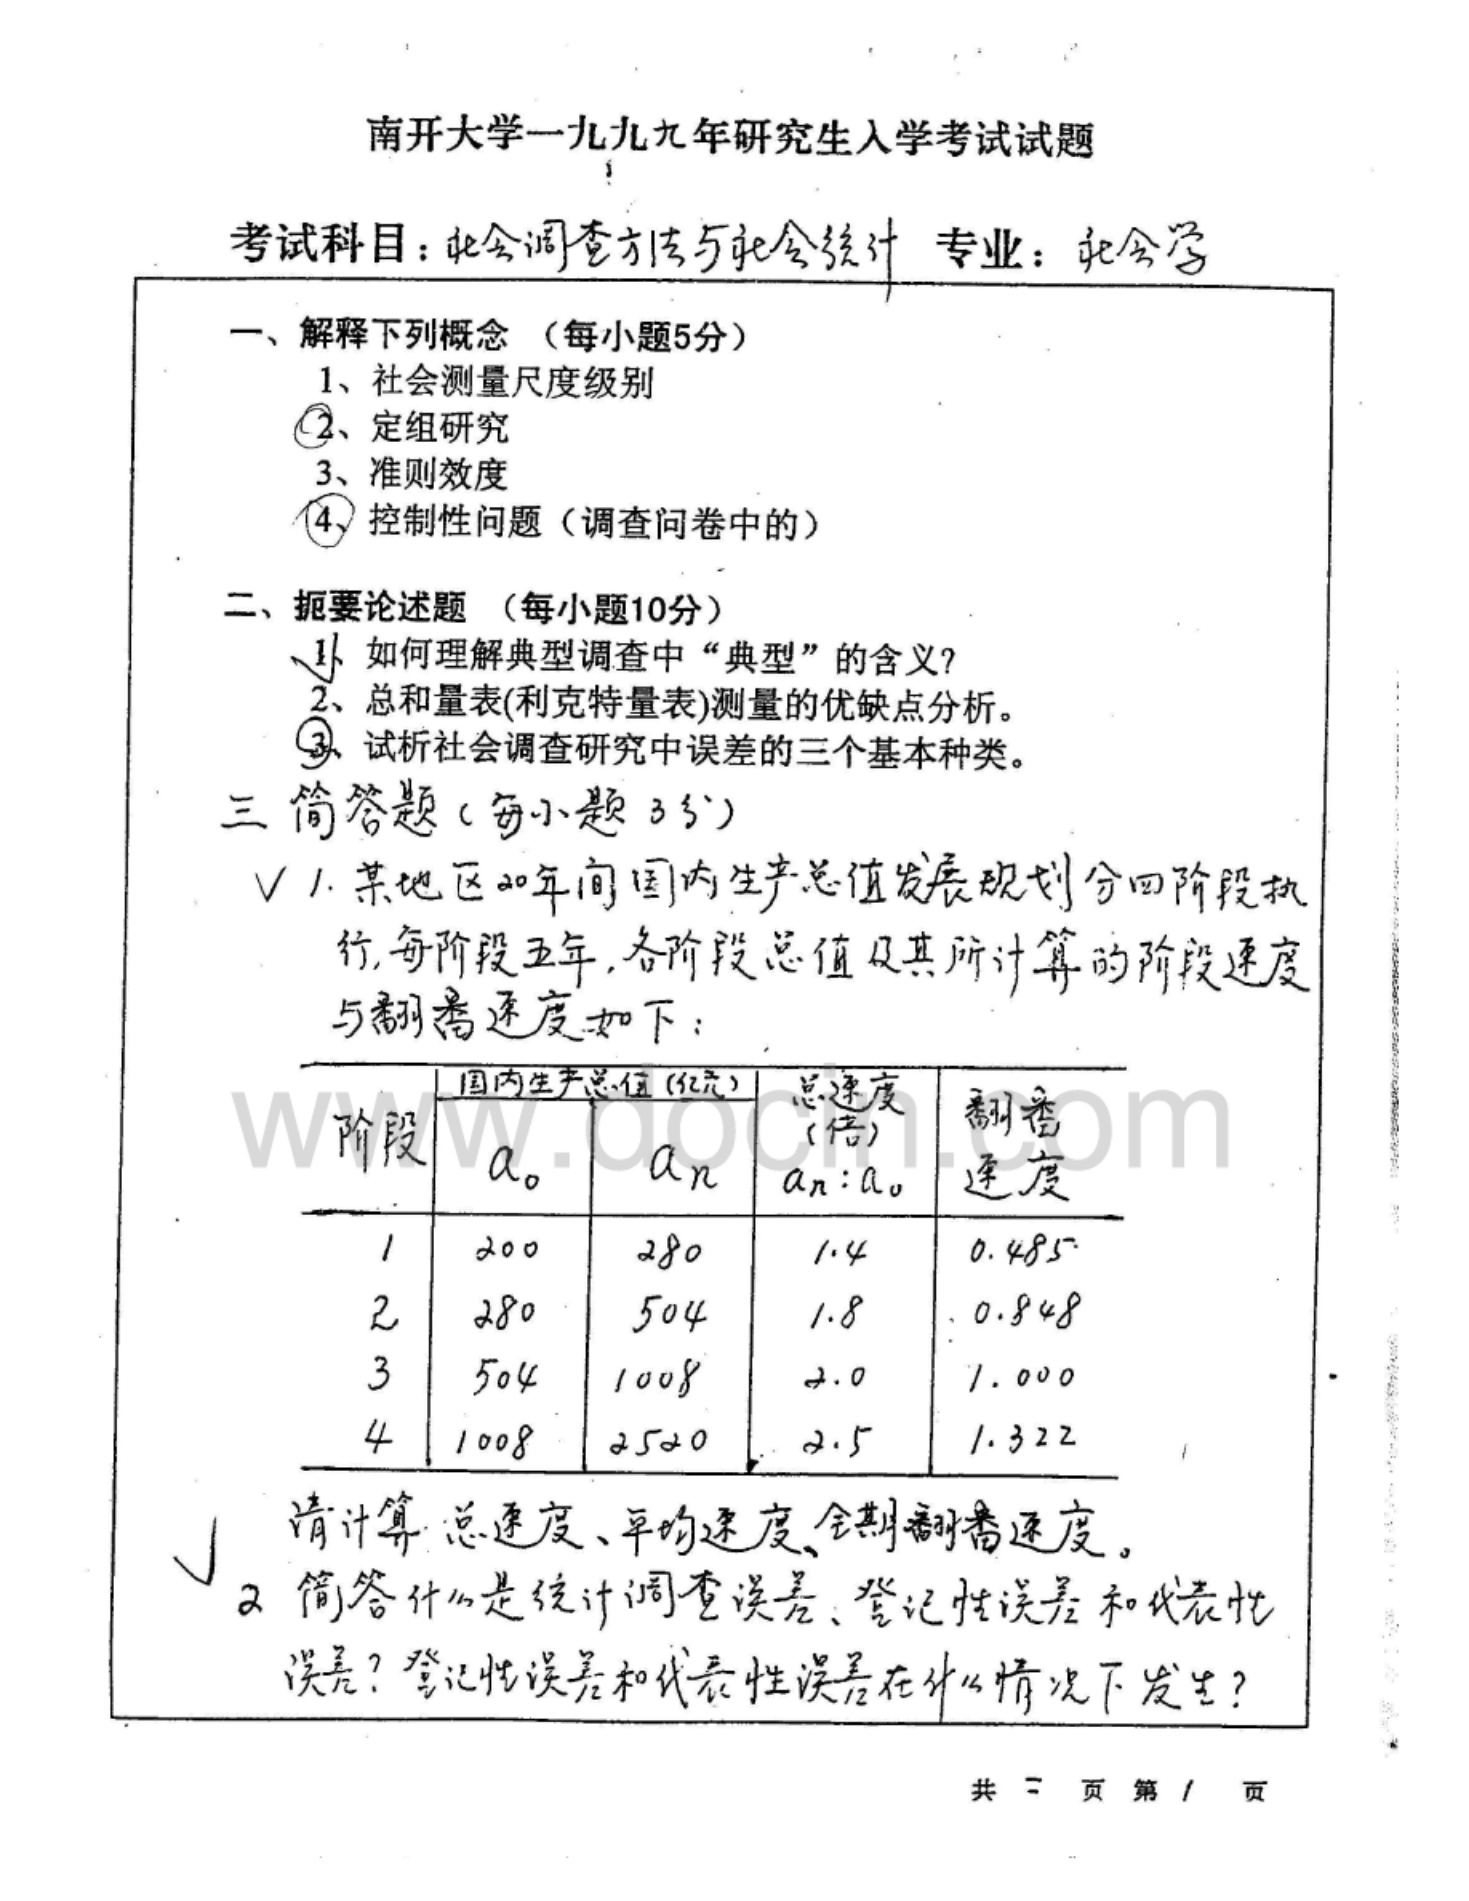 南开大学一九九九年研究生入学考试试题
考试科目：社会调查方法与社会统计 专业：社会学
一、解释下列概念 （每小题5分）
1、社会测量尺度级别
2、定组研究
3、准则效度
4、控制性问题（调查问卷中的）
二、扼要论述题 （每小题10分）
1、如何理解典型调查中“典型”的含义？
2、总和量表(利克特量表)测量的优缺点分析。
3、试析社会调查研究中误差的三个基本种类。
三 简答题（每小题3分）
√ 1. 某地区20年间国内生产总值发展规划分四阶段执
行,每阶段五年,各阶段总值及其所计算的阶段速度
与翻番速度如下：
阶段 国内生产总值（亿元） 总速度（倍） 翻番速度
a₀ aₙ aₙ:a₀
1 200 280 1.4 0.485
2 280 504 1.8 0.848
3 504 1008 2.0 1.000
4 1008 2520 2.5 1.322
请计算总速度、平均速度、全期翻番速度。
√ 2 简答什么是统计调查误差、登记性误差和代表性
误差？登记性误差和代表性误差在什么情况下发生？
共 二 页 第 1 页
www.docin.com